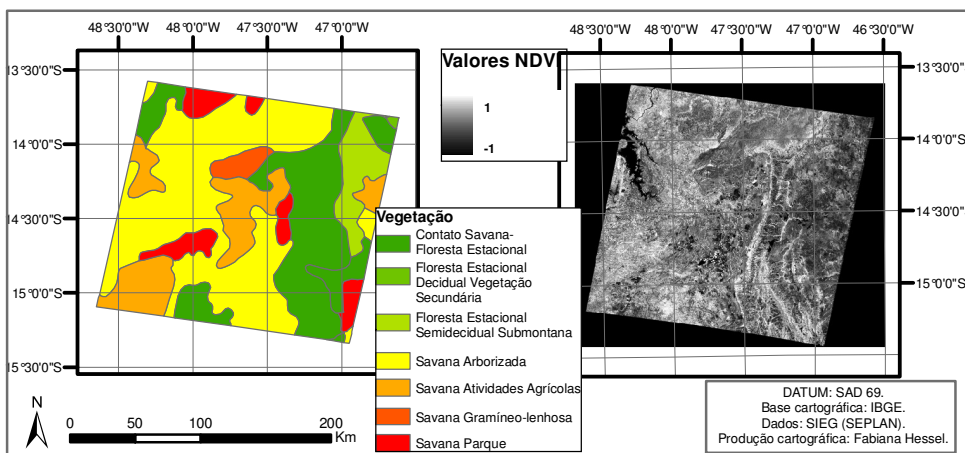 48°30'0"W 48°0'0"W 47°30'0"W 47°0'0"W
13°30'0"S
14°0'0"S
14°30'0"S
15°0'0"S
15°30'0"S
Valores NDVI
1
-1
48°30'0"W 48°0'0"W 47°30'0"W 47°0'0"W 46°30'0"W
13°30'0"S
14°0'0"S
14°30'0"S
15°0'0"S
Vegetação
Contato Savana-
Floresta Estacional
Floresta Estacional
Decidual Vegetação
Secundária
Floresta Estacional
Semidecidual Submontana
Savana Arborizada
Savana Atividades Agrícolas
Savana Gramíneo-lenhosa
Savana Parque
N
0 50 100 200
Km
DATUM: SAD 69.
Base cartográfica: IBGE.
Dados: SIEG (SEPLAN).
Produção cartográfica: Fabiana Hessel.